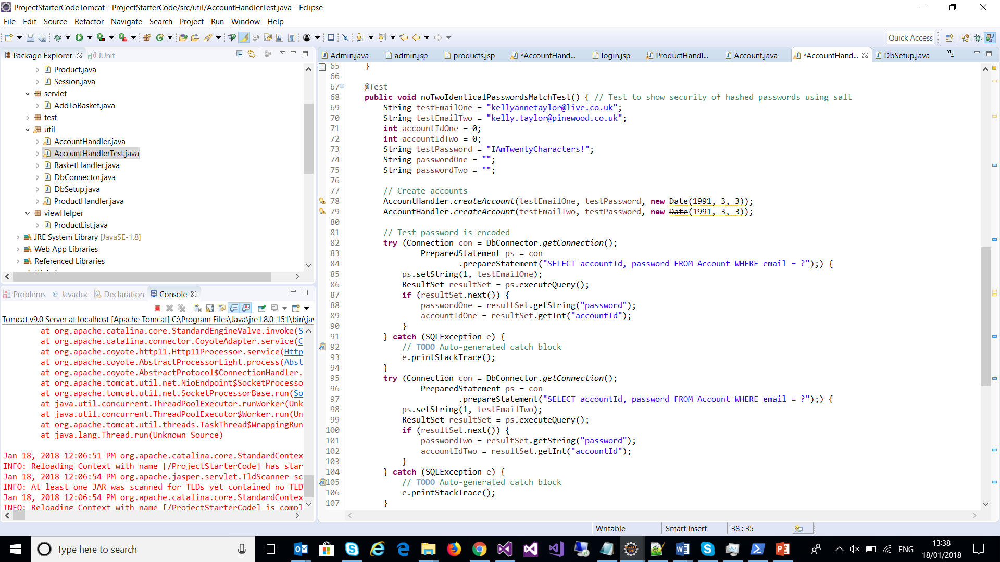 ProjectStarterCodeTomcat - ProjectStarterCode/src/util/AccountHandlerTest.java - Eclipse
File Edit Source Refactor Navigate Search Project Run Window Help
Quick Access
Package Explorer JUnit
Product.java
Session.java
servlet
AddToBasket.java
test
util
AccountHandler.java
AccountHandlerTest.java
BasketHandler.java
DbConnector.java
DbSetup.java
ProductHandler.java
viewHelper
ProductList.java
JRE System Library [JavaSE-1.8]
Web App Libraries
Referenced Libraries
Problems @ Javadoc Declaration Console
Tomcat v9.0 Server at localhost [Apache Tomcat] C:\Program Files\Java\jre1.8.0_151\bin\jav
at org.apache.catalina.core.StandardEngineValve.invoke(S
at org.apache.catalina.connector.CoyoteAdapter.service(C
at org.apache.coyote.http11.Http11Processor.service(Http
at org.apache.coyote.AbstractProcessorLight.process(Abst
at org.apache.coyote.AbstractProtocol$ConnectionHandler.
at org.apache.tomcat.util.net.NioEndpoint$SocketProcesso
at org.apache.tomcat.util.net.SocketProcessorBase.run(So
at java.util.concurrent.ThreadPoolExecutor.runWorker(Unk
at java.util.concurrent.ThreadPoolExecutor$Worker.run(Un
at org.apache.tomcat.util.threads.TaskThread$WrappingRun
at java.lang.Thread.run(Unknown Source)
Jan 18, 2018 12:06:51 PM org.apache.catalina.core.StandardContex
INFO: Reloading Context with name [/ProjectStarterCode] has star
Jan 18, 2018 12:06:54 PM org.apache.jasper.servlet.TldScanner sc
INFO: At least one JAR was scanned for TLDs yet contained no TLD
Jan 18, 2018 12:06:54 PM org.apache.catalina.core.StandardContex
INFO: Reloading Context with name [/ProjectStarterCode] is compl
Admin.java admin.jsp products.jsp *AccountHand... login.jsp ProductHandl... Account.java *AccountHand... DbSetup.java »4
65 }
66
67 @Test
68 public void noTwoIdenticalPasswordsMatchTest() { // Test to show security of hashed passwords using salt
69 String testEmailOne = "kellyannetaylor@live.co.uk";
70 String testEmailTwo = "kelly.taylor@pinewood.co.uk";
71 int accountIdOne = 0;
72 int accountIdTwo = 0;
73 String testPassword = "IAmTwentyCharacters!";
74 String passwordOne = "";
75 String passwordTwo = "";
76
77 // Create accounts
78 AccountHandler.createAccount(testEmailOne, testPassword, new Date(1991, 3, 3));
79 AccountHandler.createAccount(testEmailTwo, testPassword, new Date(1991, 3, 3));
80
81 // Test password is encoded
82 try (Connection con = DbConnector.getConnection();
83 PreparedStatement ps = con
84 .prepareStatement("SELECT accountId, password FROM Account WHERE email = ?");) {
85 ps.setString(1, testEmailOne);
86 ResultSet resultSet = ps.executeQuery();
87 if (resultSet.next()) {
88 passwordOne = resultSet.getString("password");
89 accountIdOne = resultSet.getInt("accountId");
90 }
91 } catch (SQLException e) {
92 // TODO Auto-generated catch block
93 e.printStackTrace();
94 }
95 try (Connection con = DbConnector.getConnection();
96 PreparedStatement ps = con
97 .prepareStatement("SELECT accountId, password FROM Account WHERE email = ?");) {
98 ps.setString(1, testEmailTwo);
99 ResultSet resultSet = ps.executeQuery();
100 if (resultSet.next()) {
101 passwordTwo = resultSet.getString("password");
102 accountIdTwo = resultSet.getInt("accountId");
103 }
104 } catch (SQLException e) {
105 // TODO Auto-generated catch block
106 e.printStackTrace();
107 }
Writable Smart Insert 38 : 35
Type here to search
ENG
13:38
18/01/2018